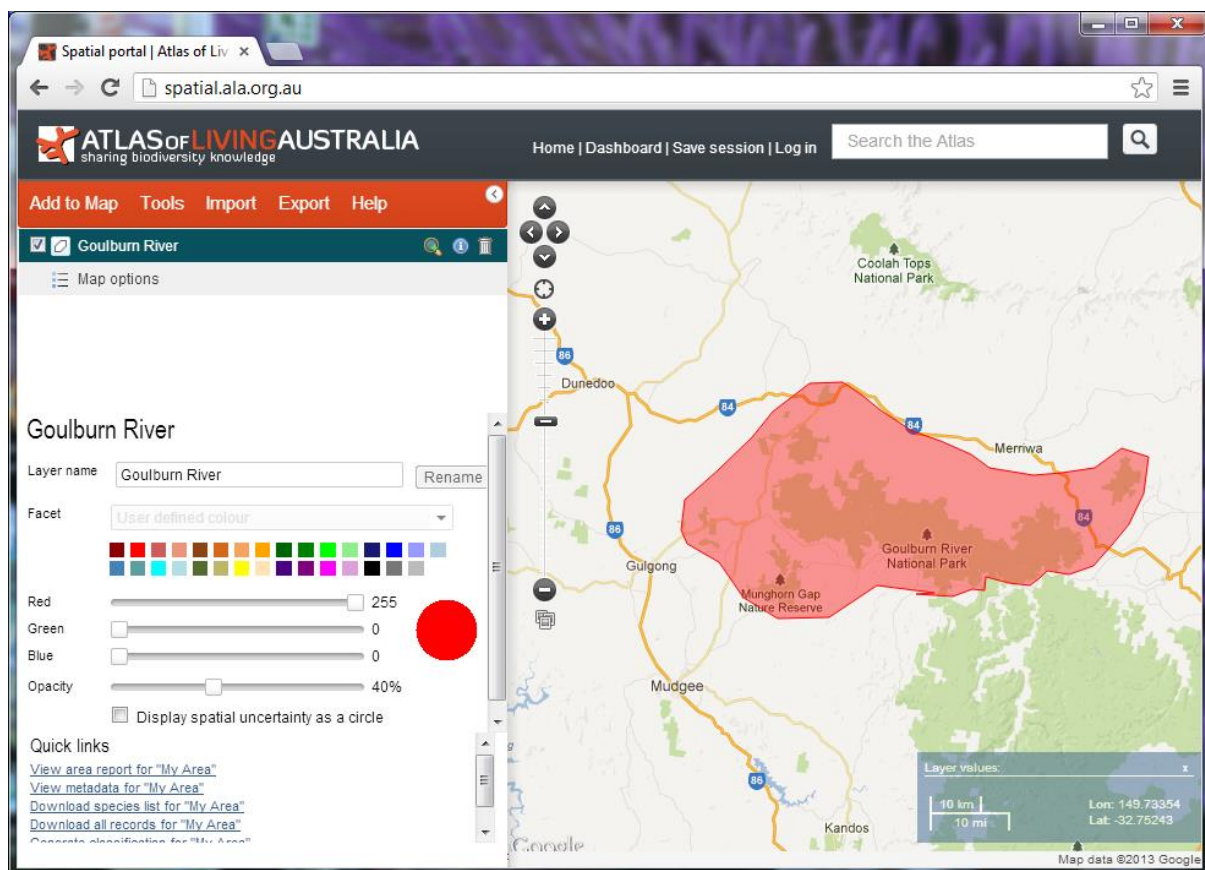 Spatial portal | Atlas of Liv
spatial.ala.org.au
ATLAS OF LIVING AUSTRALIA
sharing biodiversity knowledge
Home | Dashboard | Save session | Log in
Search the Atlas
Add to Map Tools Import Export Help
Goulburn River
Map options
Goulburn River
Layer name Goulburn River Rename
Facet User defined colour
Red 255
Green 0
Blue 0
Opacity 40%
Display spatial uncertainty as a circle
Quick links
View area report for "My Area"
View metadata for "My Area"
Download species list for "My Area"
Download all records for "My Area"
Generate classification for "My Area"
Coolah Tops
National Park
86
Dunedoo
84
84
Merriwa
84
86
Gulgong
Goulburn River
National Park
Munghorn Gap
Nature Reserve
Mudgee
86
Kandos
Layer values: x
10 km
10 mi
Lon: 149.73354
Lat: -32.75243
Google
Map data ©2013 Google